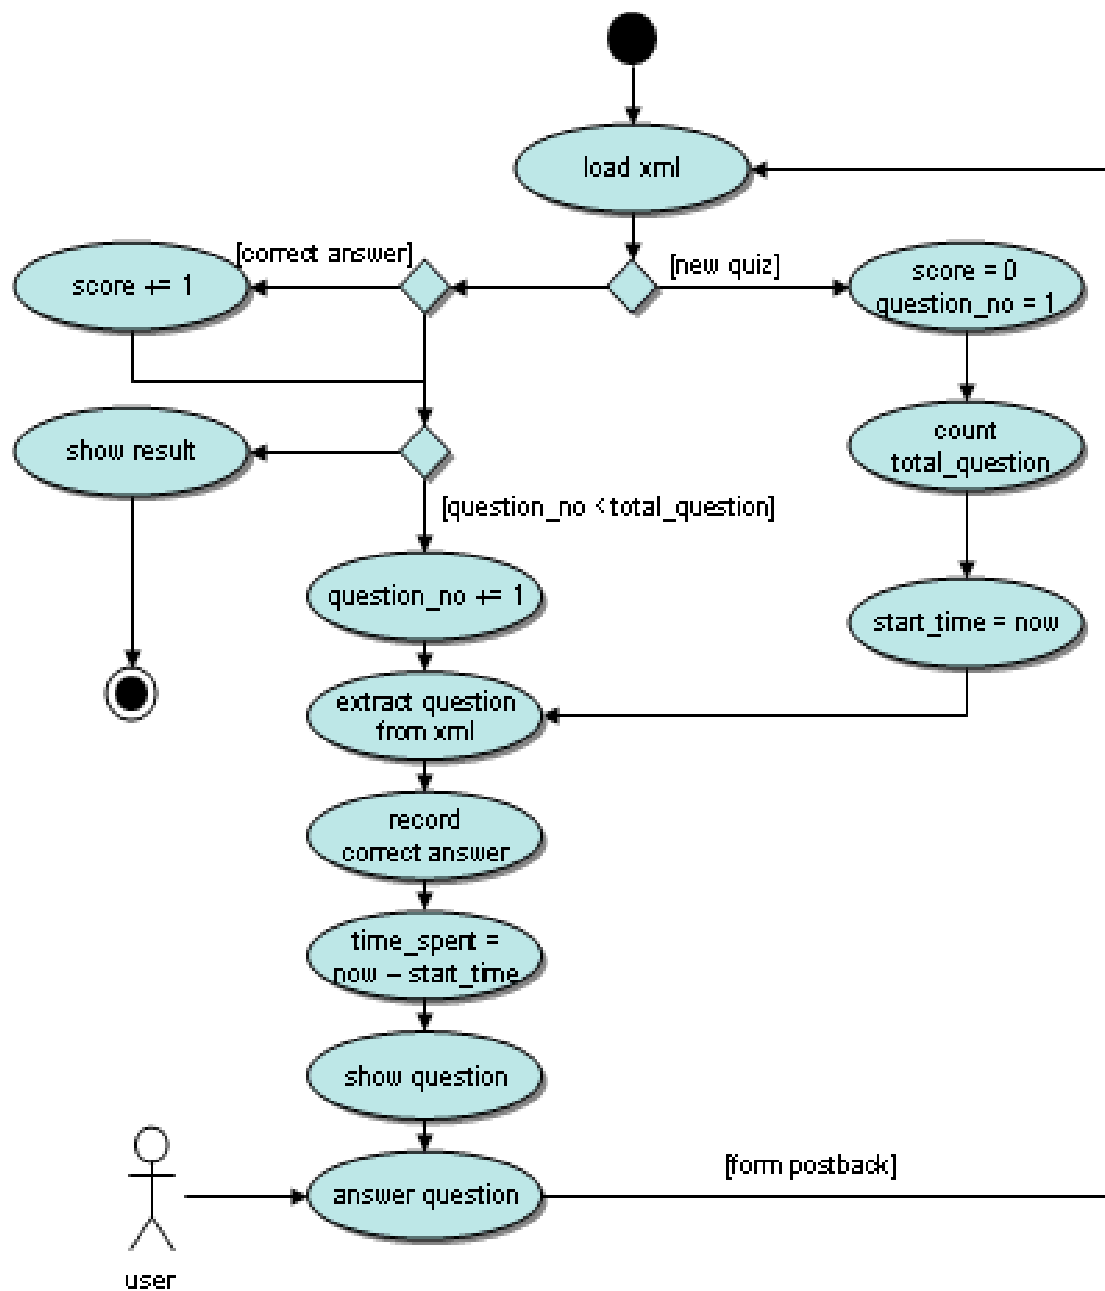 load xml
[correct answer]
[new quiz]
score += 1
score = 0
question_no = 1
show result
count
total_question
[question_no < total_question]
question_no += 1
start_time = now
extract question
from xml
record
correct answer
time_spent =
now – start_time
show question
answer question
[form postback]
user